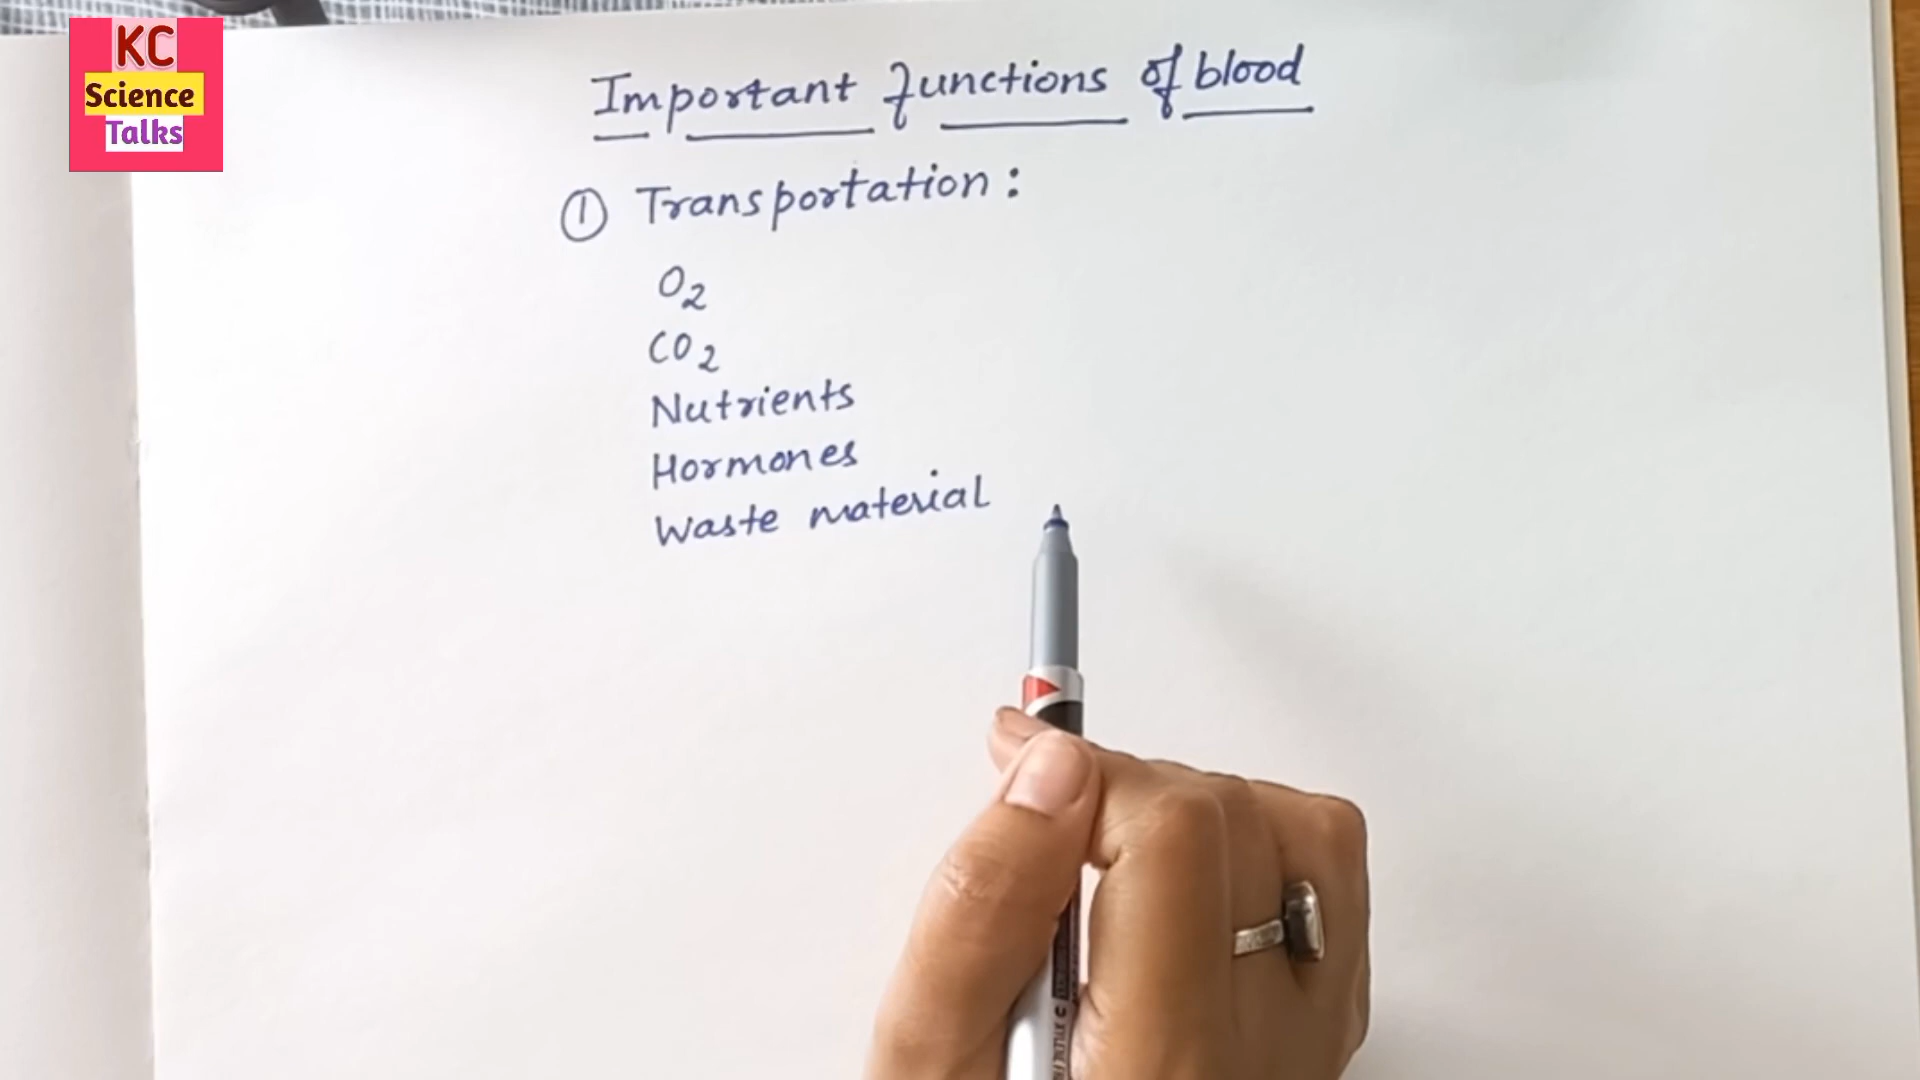 KC
Science
Talks
Important functions of blood
① Transportation:
O₂
CO₂
Nutrients
Hormones
Waste material